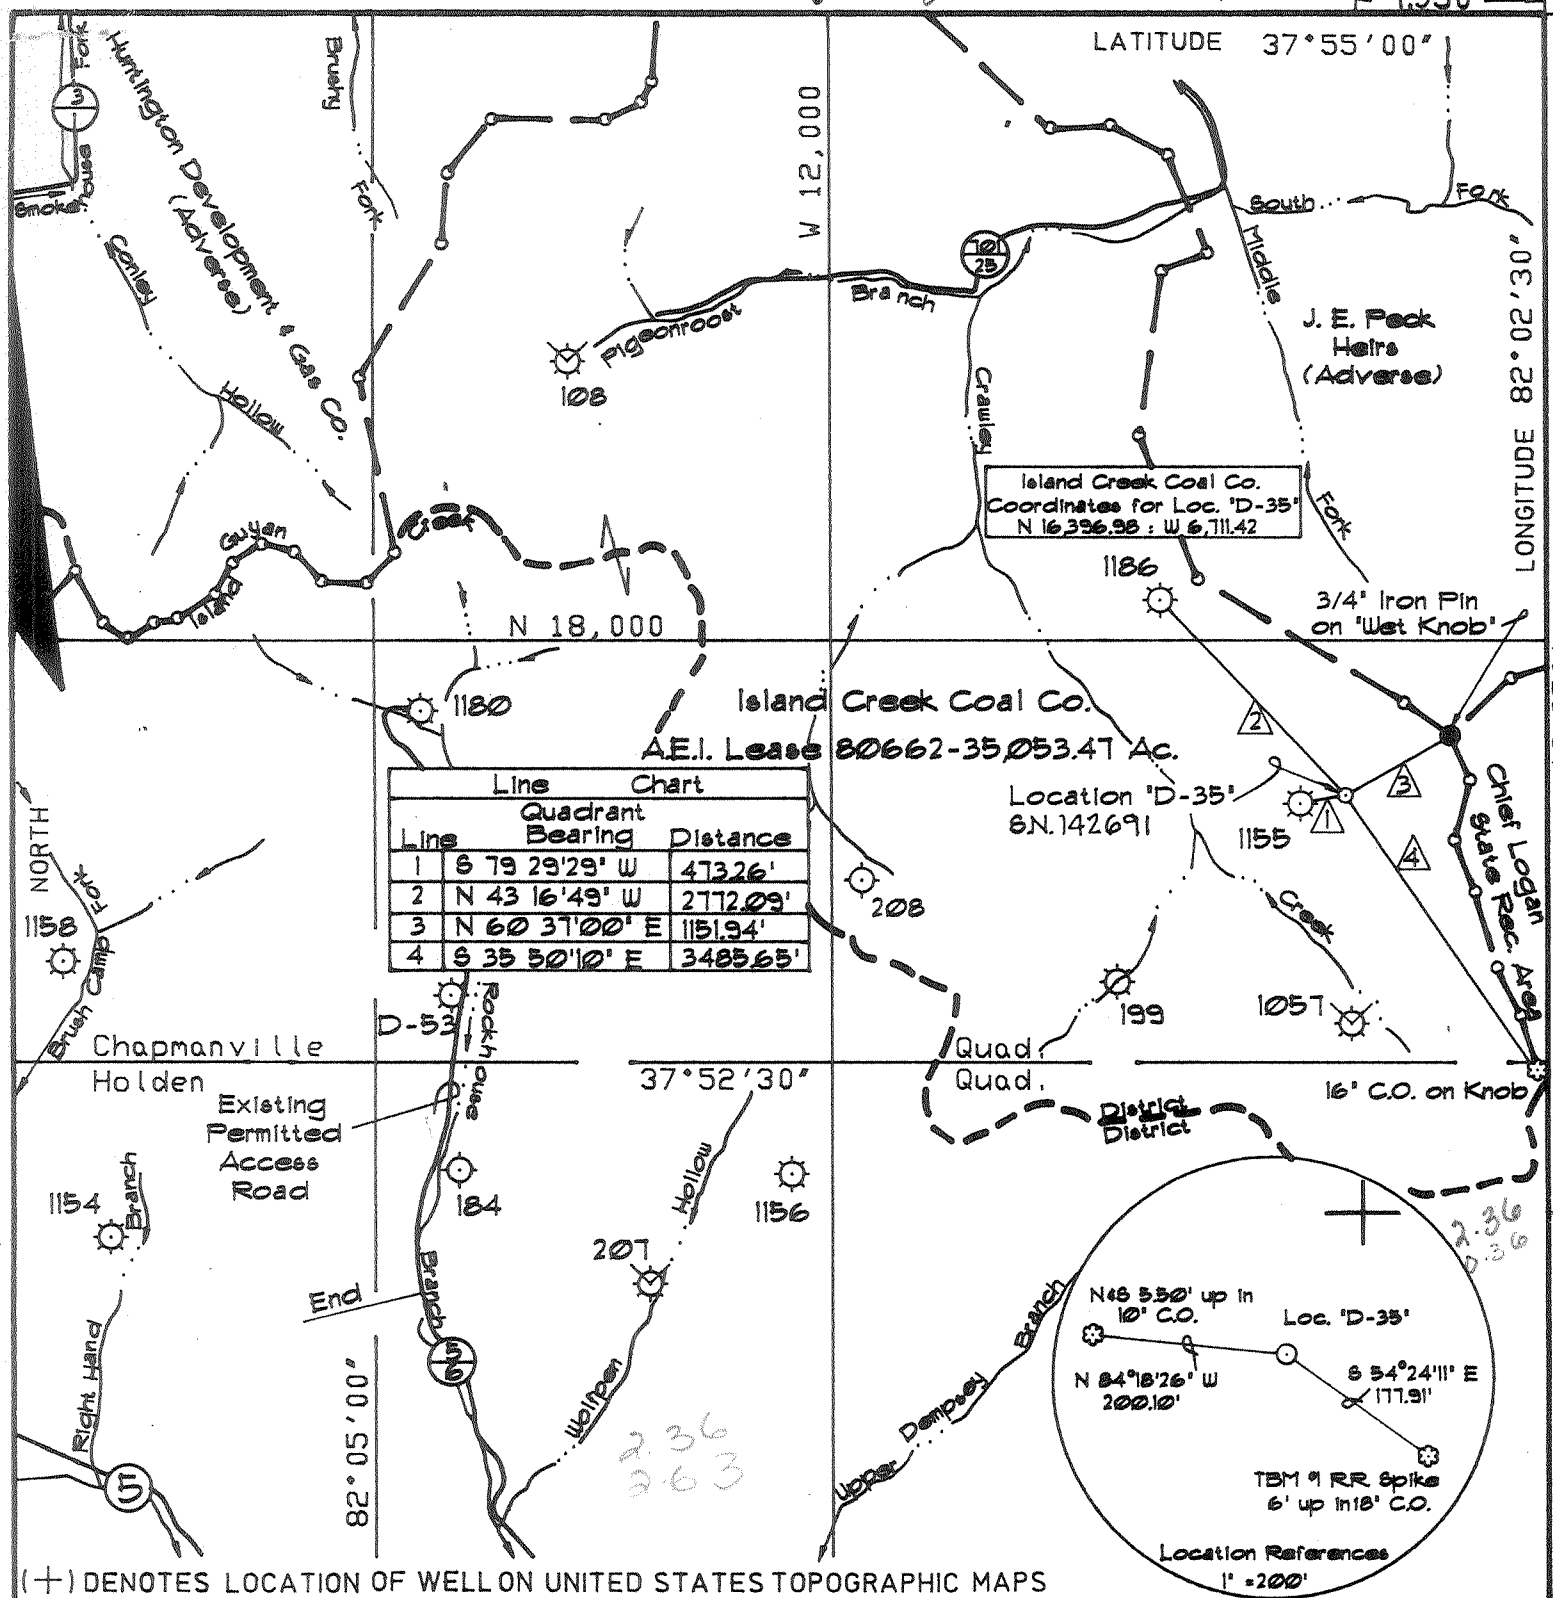 LATITUDE 37°55'00"
Fork
3
Smokehouse
Huntington Development & Gas Co.
(Adverse)
Brushy
Fork
Conley
Hollow
W 12,000
701
25
South
Fork
Middle
Fork
LONGITUDE 82°02'30"
Branch
Pigeonroost
108
J. E. Peck
Heirs
(Adverse)
Crawley
Island Creek Coal Co.
Coordinates for Loc. "D-35"
N 16,396.98 : W 6,711.42
Guyan
Creek
Island
1186
3/4" Iron Pin
on "Wet Knob"
N 18,000
1180
Island Creek Coal Co.
A.E.I. Lease 80662-35,053.47 Ac.
2
Line Chart
Quadrant
Line Bearing Distance
1 S 79 29'29" W 473.26'
2 N 43 16'49" W 2772.09'
3 N 60 37'00" E 1151.94'
4 S 35 50'10" E 3485.65'
Location "D-35"
S.N. 142691
1155
1
3
4
Chief Logan
State Rec. Area
NORTH
Fork
1158
Brush Camp
208
Creek
D-53
Rockhouse
199
1057
Chapmanville Quad.
Holden Quad.
37°52'30"
16" C.O. on Knob
Existing
Permitted
Access
Road
District
District
1154
Branch
184
Hollow
1156
2.36
0.36
207
End
Branch
Right Hand
5
6
Wolfpen
82°05'00"
2.36
2.63
5
Upper Dempsey Branch
N&S 5.50' up in
10" C.O.
Loc. "D-35"
N 84°18'26" W
200.10'
S 54°24'11" E
177.91'
TBM 9 RR Spike
6' up in 18" C.O.
Location References
1" =200'
(+) DENOTES LOCATION OF WELL ON UNITED STATES TOPOGRAPHIC MAPS